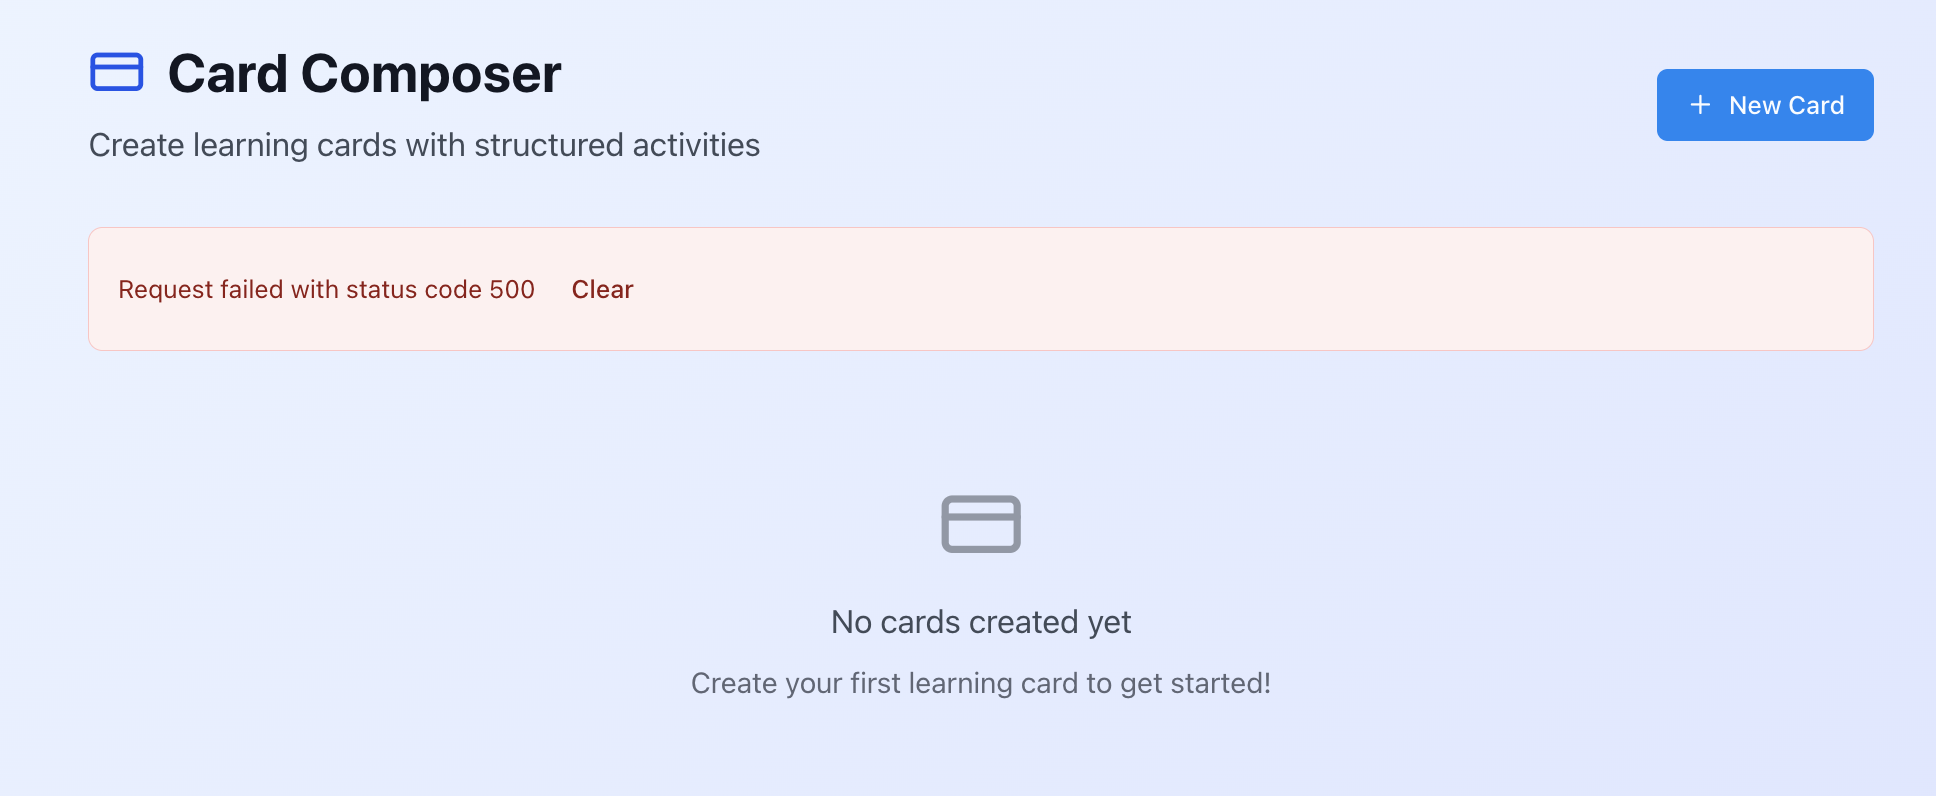 Card Composer
Create learning cards with structured activities
New Card
Request failed with status code 500 Clear
No cards created yet
Create your first learning card to get started!